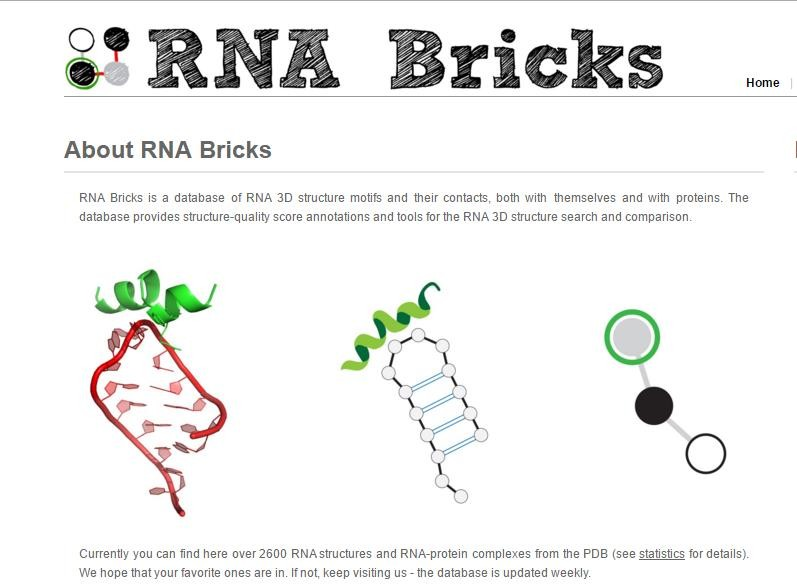 RNA Bricks
Home |
About RNA Bricks
RNA Bricks is a database of RNA 3D structure motifs and their contacts, both with themselves and with proteins. The
database provides structure-quality score annotations and tools for the RNA 3D structure search and comparison.
Currently you can find here over 2600 RNA structures and RNA-protein complexes from the PDB (see statistics for details).
We hope that your favorite ones are in. If not, keep visiting us - the database is updated weekly.